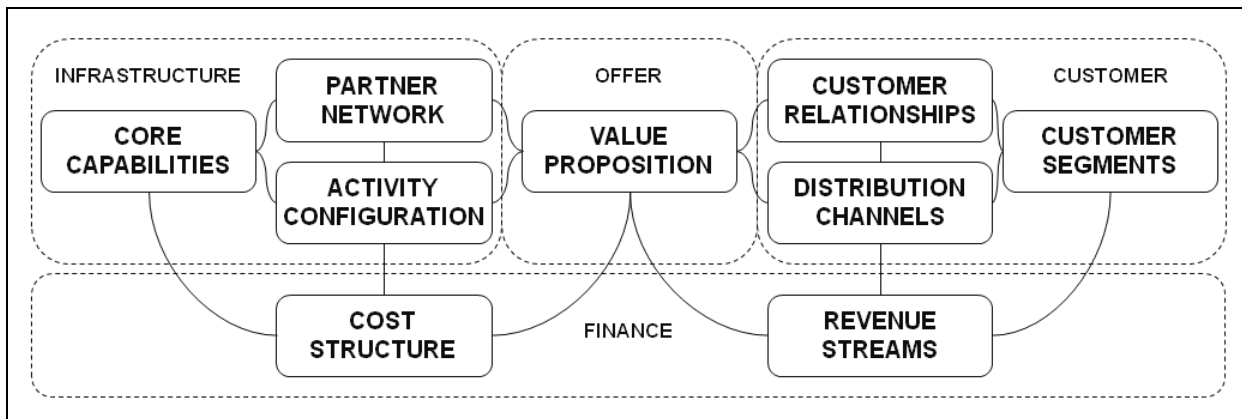 INFRASTRUCTURE
PARTNER
NETWORK
CORE
CAPABILITIES
ACTIVITY
CONFIGURATION
OFFER
VALUE
PROPOSITION
CUSTOMER
RELATIONSHIPS
CUSTOMER
CUSTOMER
SEGMENTS
DISTRIBUTION
CHANNELS
COST
STRUCTURE
FINANCE
REVENUE
STREAMS